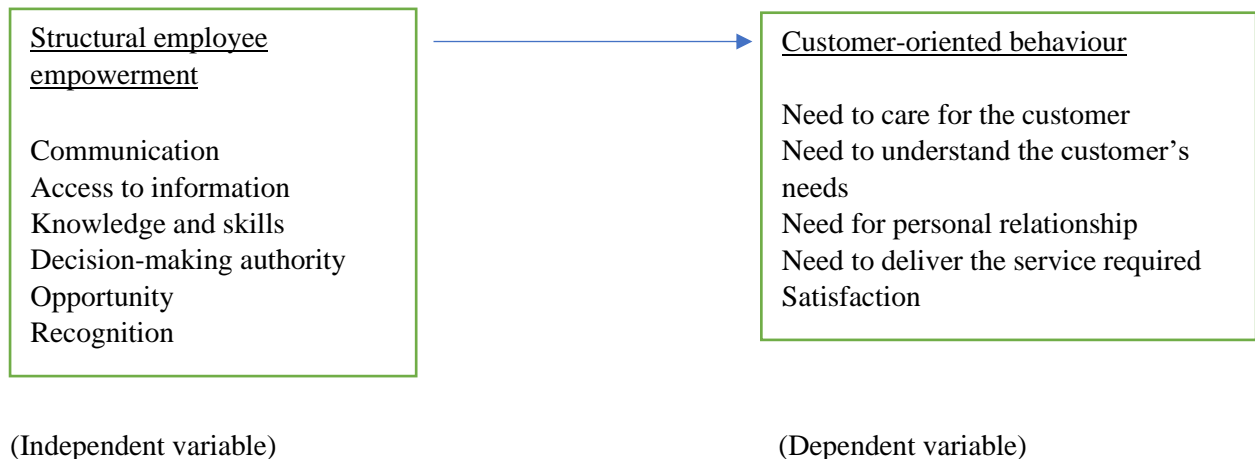 Structural employee
empowerment
Communication
Access to information
Knowledge and skills
Decision-making authority
Opportunity
Recognition
Customer-oriented behaviour
Need to care for the customer
Need to understand the customer’s
needs
Need for personal relationship
Need to deliver the service required
Satisfaction
(Independent variable)
(Dependent variable)